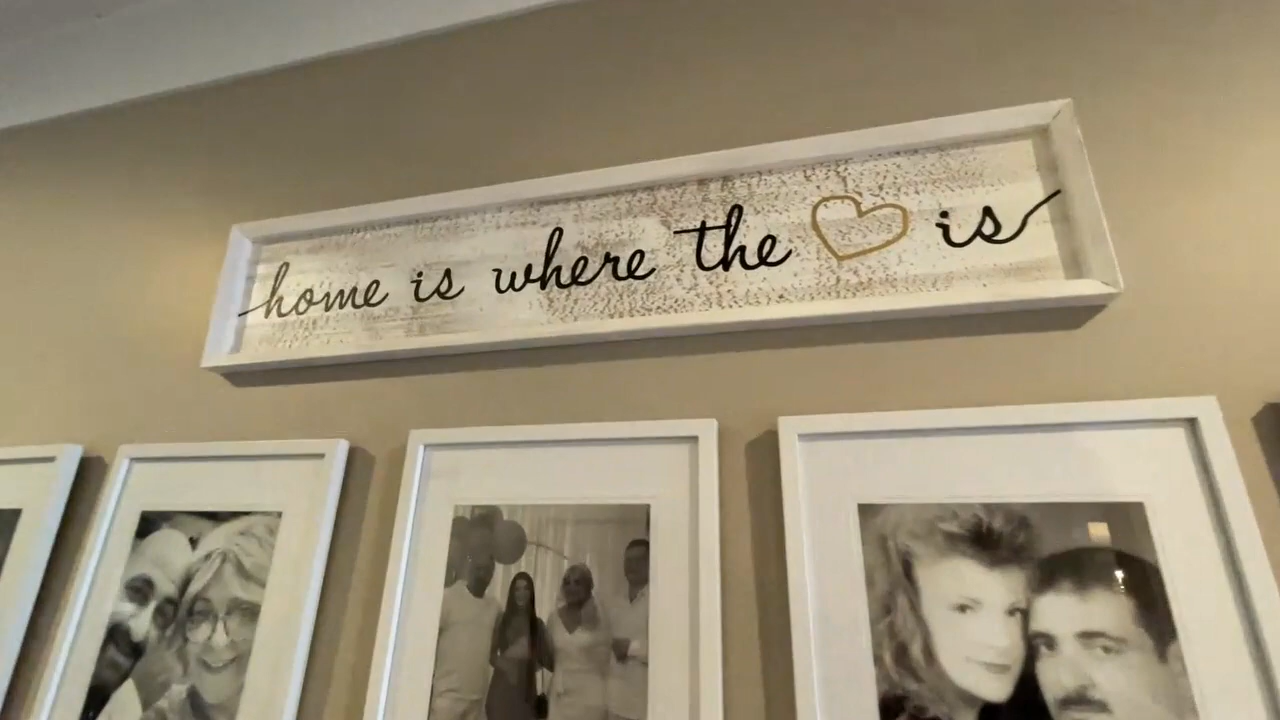 home is where the ♡ is